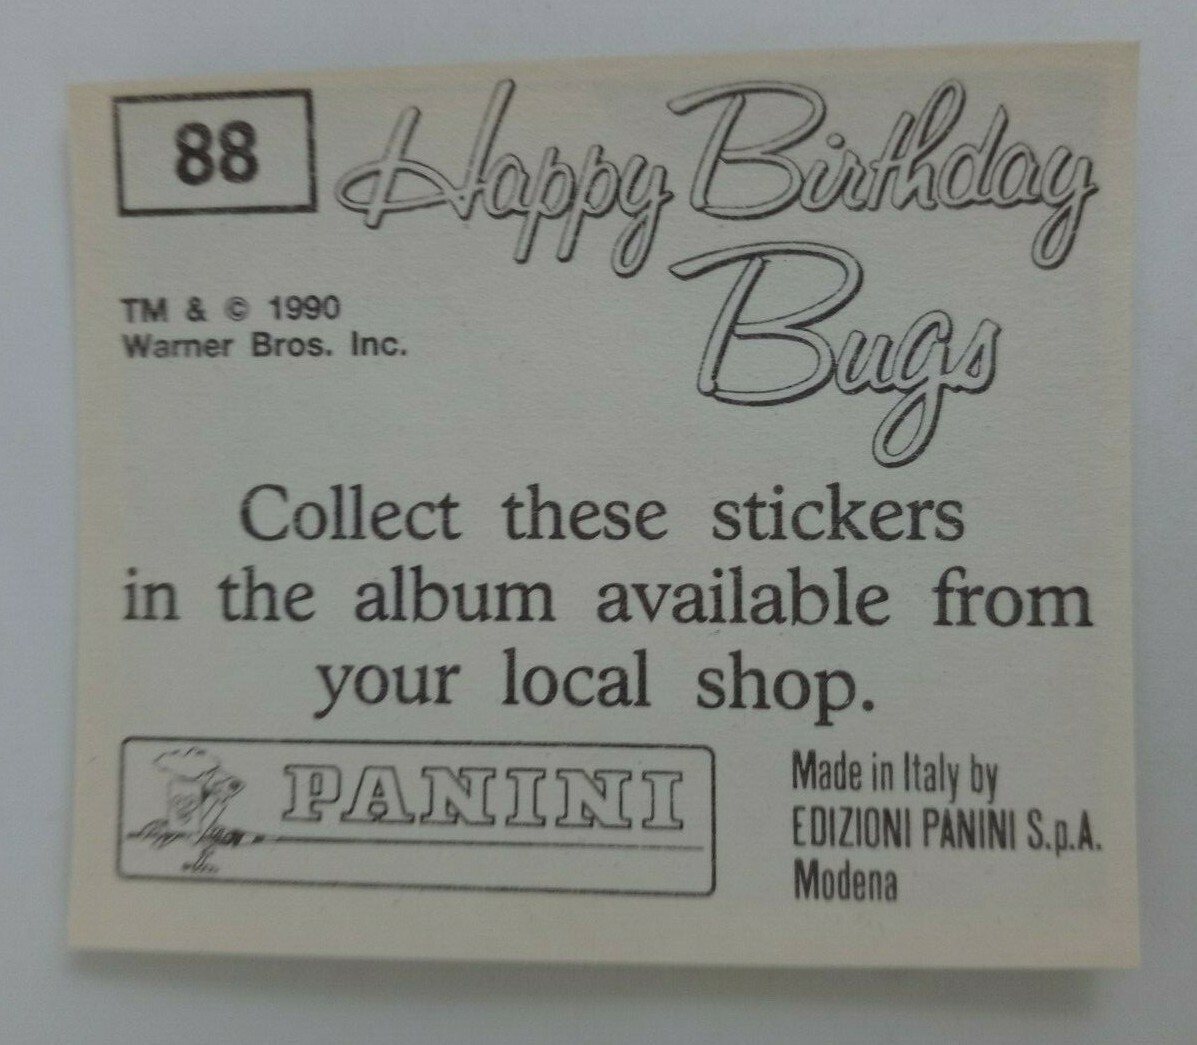 88
Happy Birthday
Bugs
TM & © 1990
Warner Bros. Inc.
Collect these stickers
in the album available from
your local shop.
PANINI
Made in Italy by
EDIZIONI PANINI S.p.A.
Modena